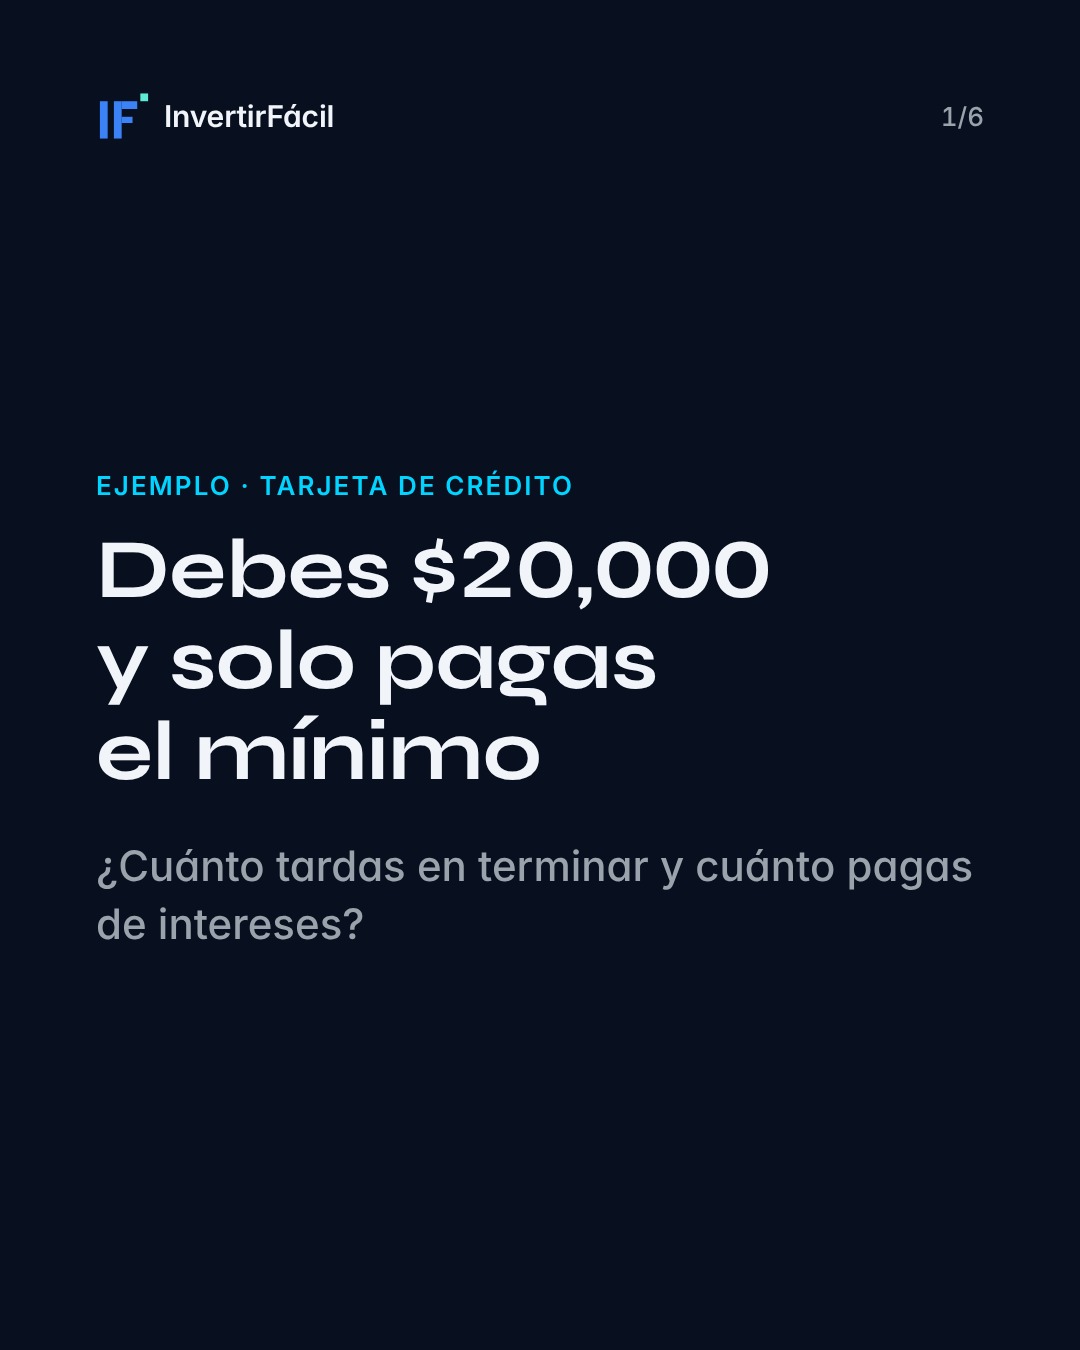 IF InvertirFácil
1/6
EJEMPLO · TARJETA DE CRÉDITO
Debes $20,000
y solo pagas
el mínimo
¿Cuánto tardas en terminar y cuánto pagas
de intereses?